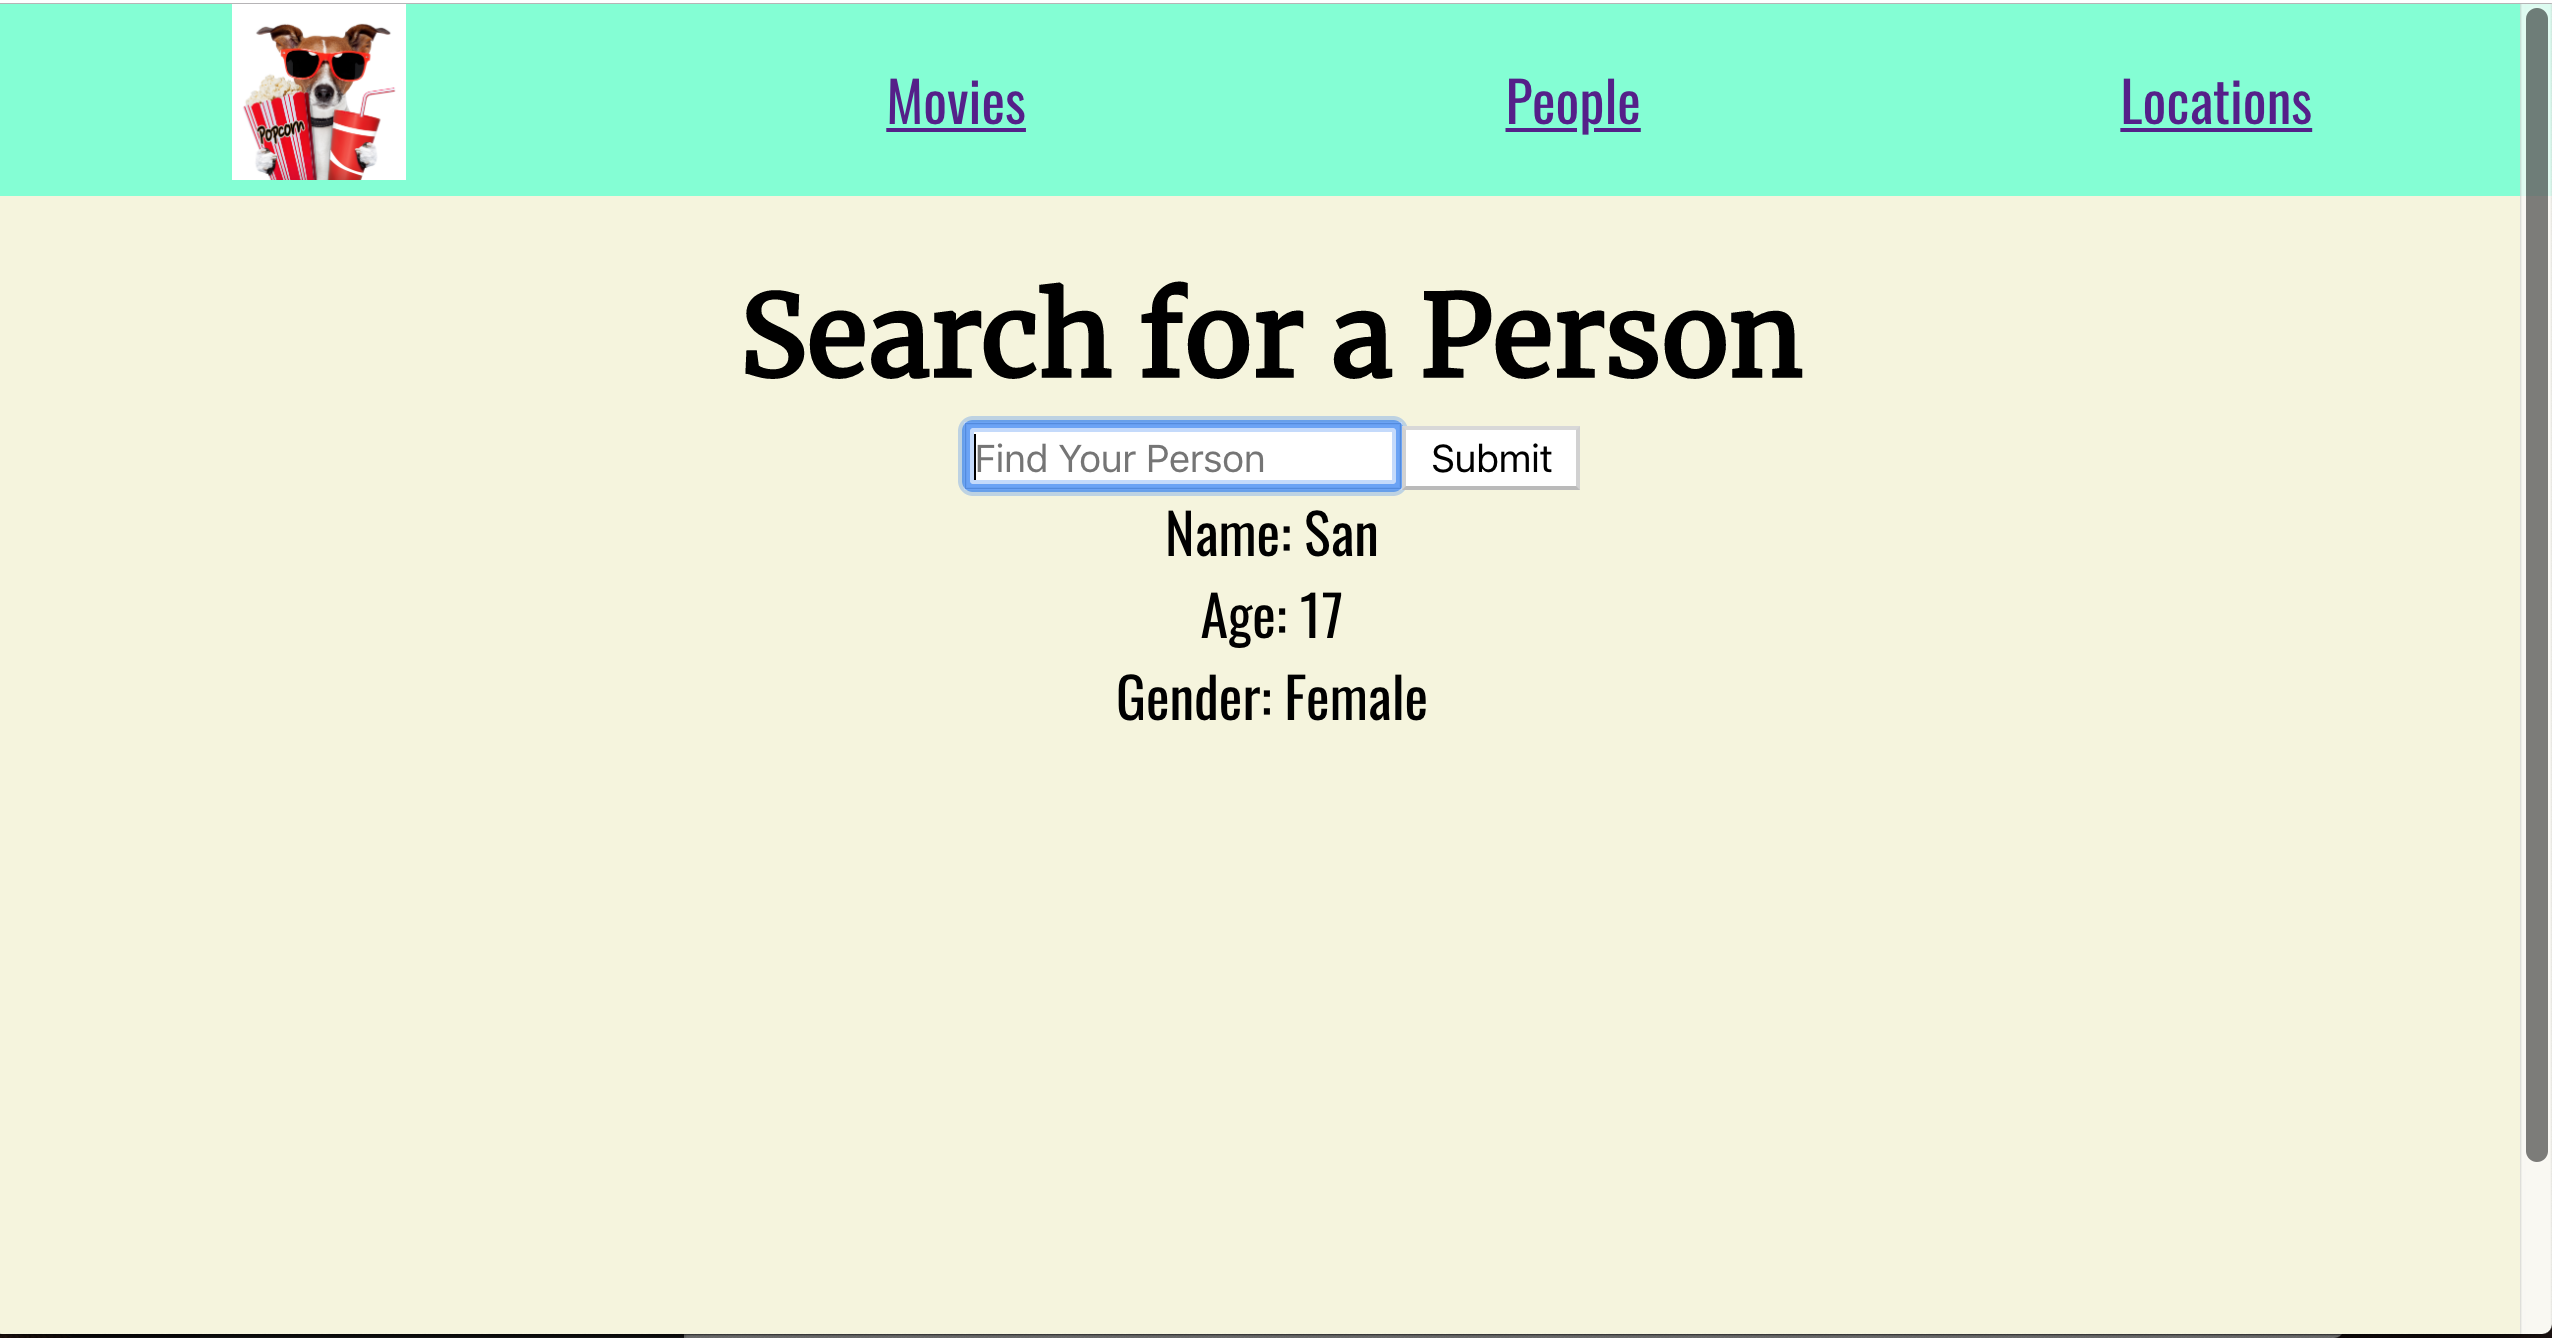 Popcorn
Movies
People
Locations
Search for a Person
Find Your Person
Submit
Name: San
Age: 17
Gender: Female